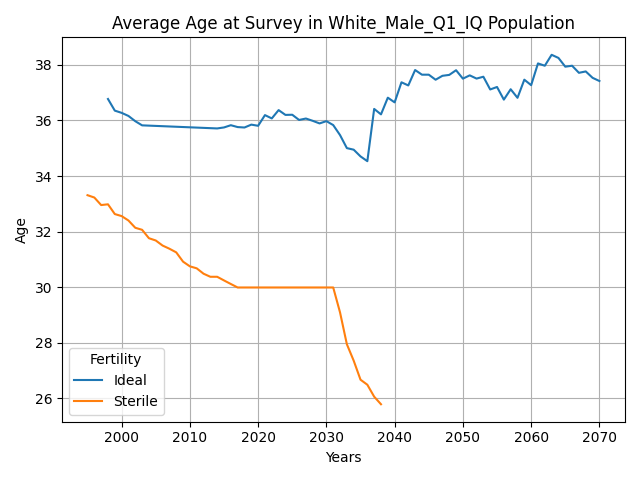 Average Age at Survey in White_Male_Q1_IQ Population
Age
38
36
34
32
30
28
26
Fertility
Ideal
Sterile
2000 2010 2020 2030 2040 2050 2060 2070
Years